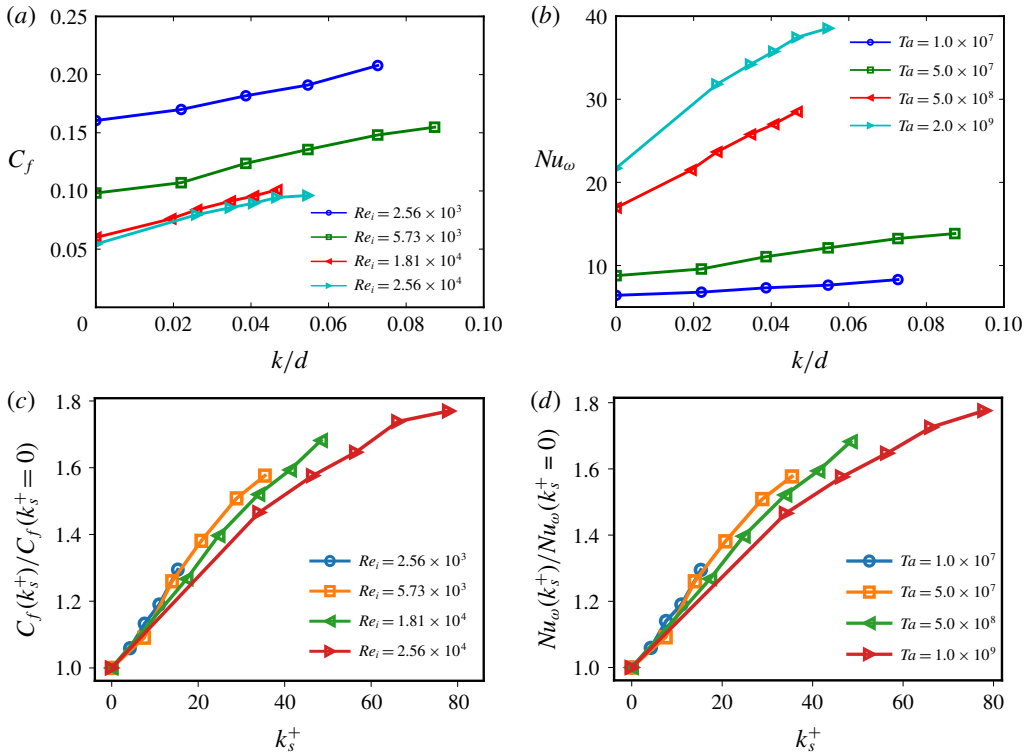 (a)
C_f
0.25
0.20
0.15
0.10
0.05
0
0.02
0.04
0.06
0.08
0.10
k/d
Re_i = 2.56 × 10^3
Re_i = 5.73 × 10^3
Re_i = 1.81 × 10^4
Re_i = 2.56 × 10^4
(b)
Nu_ω
40
30
20
10
0
0.02
0.04
0.06
0.08
0.10
k/d
Ta = 1.0 × 10^7
Ta = 5.0 × 10^7
Ta = 5.0 × 10^8
Ta = 2.0 × 10^9
(c)
C_f(k_s^+)/C_f(k_s^+ = 0)
1.8
1.6
1.4
1.2
1.0
0
20
40
60
80
k_s^+
Re_i = 2.56 × 10^3
Re_i = 5.73 × 10^3
Re_i = 1.81 × 10^4
Re_i = 2.56 × 10^4
(d)
Nu_ω(k_s^+)/Nu_ω(k_s^+ = 0)
1.8
1.6
1.4
1.2
1.0
0
20
40
60
80
k_s^+
Ta = 1.0 × 10^7
Ta = 5.0 × 10^7
Ta = 5.0 × 10^8
Ta = 1.0 × 10^9